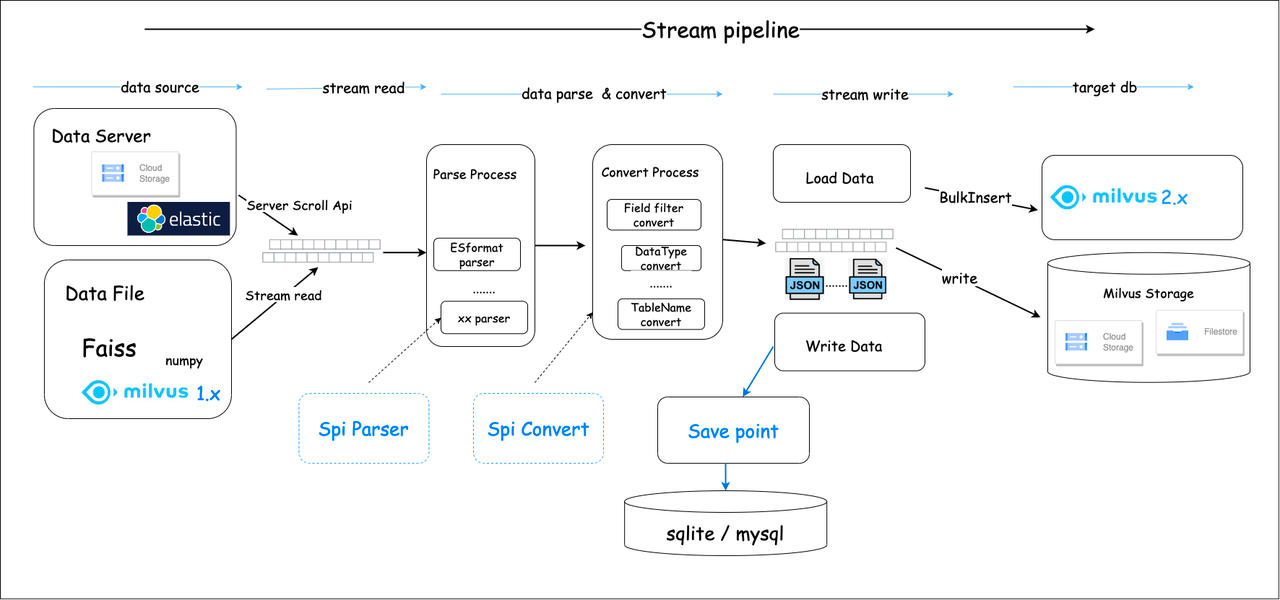 Stream pipeline
data source
stream read
data parse & convert
stream write
target db
Data Server
Cloud
Storage
elastic
Server Scroll Api
Data File
Faiss
numpy
milvus 1.x
Stream read
Parse Process
ESformat
parser
.......
xx parser
Convert Process
Field filter
convert
DataType
convert
.......
TableName
convert
Spi Parser
Spi Convert
Load Data
JSON
JSON
Write Data
Save point
sqlite / mysql
BulkInsert
write
milvus 2.x
Milvus Storage
Cloud
Storage
Filestore